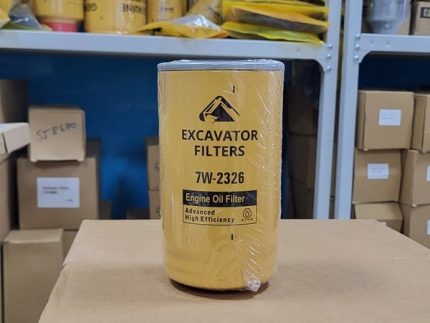 EXCAVATOR
FILTERS
7W-2326
Engine Oil Filter
Advanced
High Efficiency